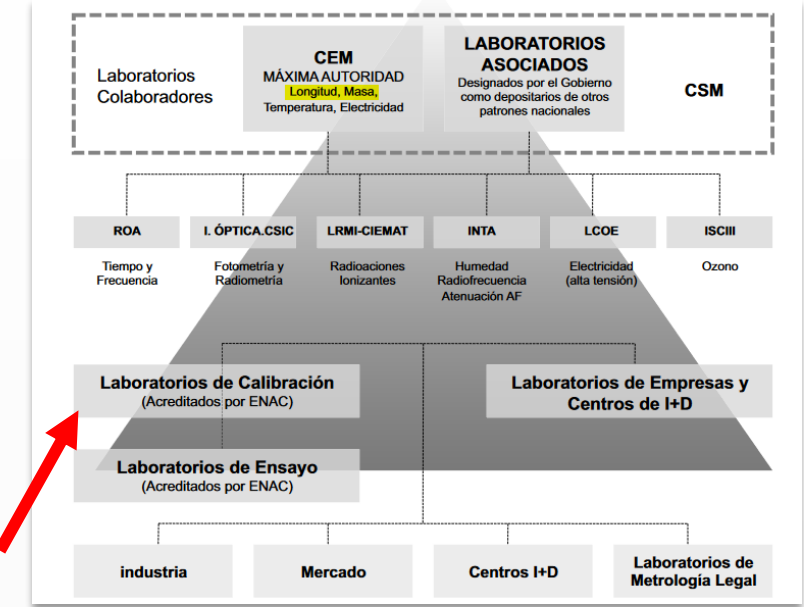 Laboratorios
Colaboradores
CEM
MÁXIMA AUTORIDAD
Longitud, Masa,
Temperatura, Electricidad
LABORATORIOS
ASOCIADOS
Designados por el Gobierno
como depositarios de otros
patrones nacionales
CSM
ROA
Tiempo y
Frecuencia
I. ÓPTICA.CSIC
Fotometría y
Radiometría
LRMI-CIEMAT
Radioaciones
Ionizantes
INTA
Humedad
Radiofrecuencia
Atenuación AF
LCOE
Electricidad
(alta tensión)
ISCIII
Ozono
Laboratorios de Calibración
(Acreditados por ENAC)
Laboratorios de Empresas y
Centros de I+D
Laboratorios de Ensayo
(Acreditados por ENAC)
industria
Mercado
Centros I+D
Laboratorios de
Metrología Legal